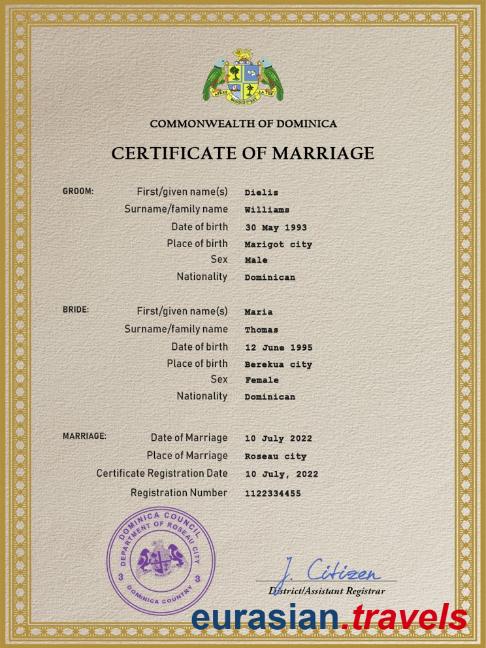 COMMONWEALTH OF DOMINICA
CERTIFICATE OF MARRIAGE
GROOM: First/given name(s) Dielis
Surname/family name Williams
Date of birth 30 May 1993
Place of birth Marigot city
Sex Male
Nationality Dominican
BRIDE: First/given name(s) Maria
Surname/family name Thomas
Date of birth 12 June 1995
Place of birth Berekua city
Sex Female
Nationality Dominican
MARRIAGE: Date of Marriage 10 July 2022
Place of Marriage Roseau city
Certificate Registration Date 10 July, 2022
Registration Number 1122334455
DOMINICA COUNCIL
DEPARTMENT OF ROSEAU CITY
3 3
DOMINICA COUNTRY
J. Citizen
District/Assistant Registrar
eurasian.travels